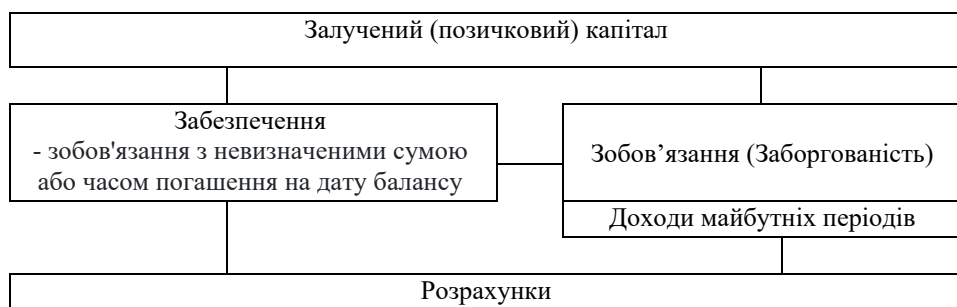 Залучений (позичковий) капітал
Забезпечення
- зобов'язання з невизначеними сумою
або часом погашення на дату балансу
Зобов’язання (Заборгованість)
Доходи майбутніх періодів
Розрахунки